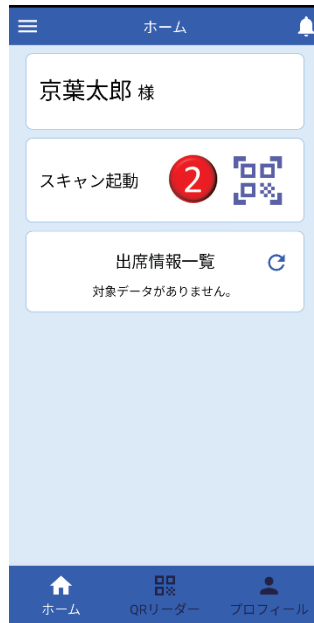 ホーム
京葉太郎 様
スキャン起動 2
出席情報一覧
対象データがありません。
ホーム QRリーダー プロフィール